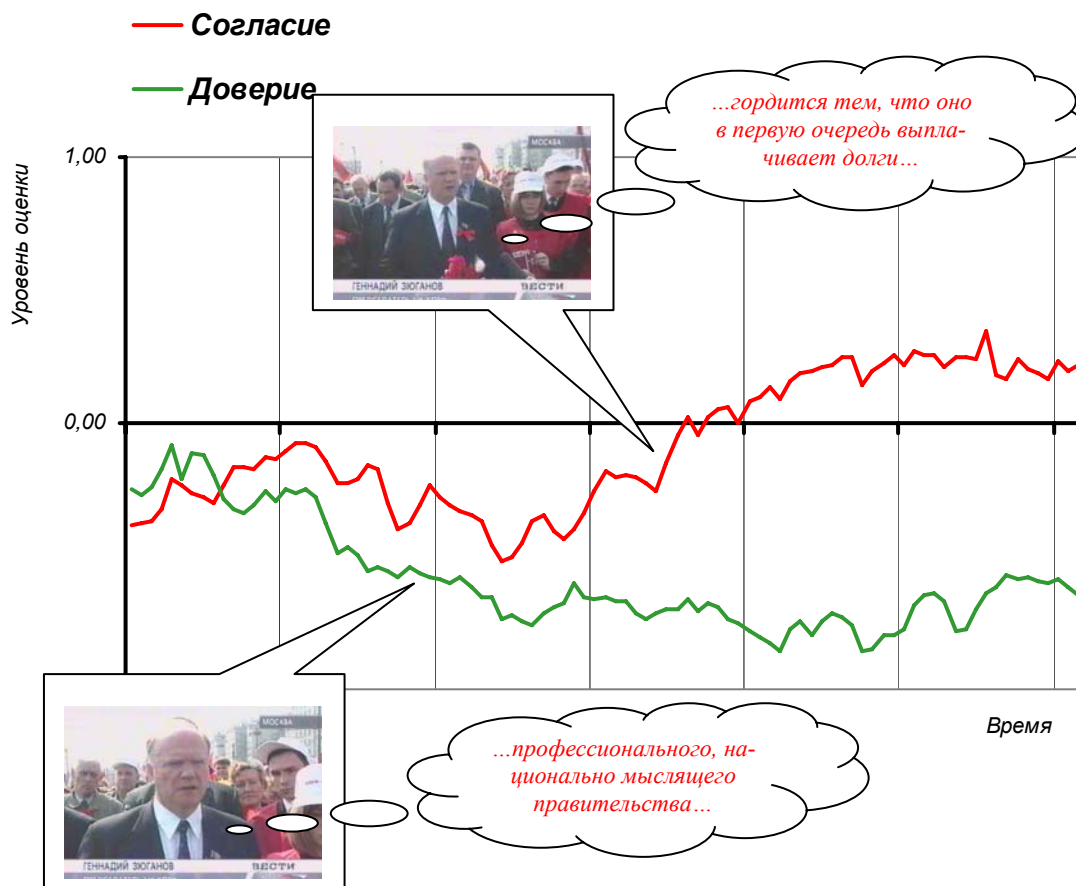 Согласие
Доверие
…гордится тем, что оно
в первую очередь выпла-
чивает долги…
Уровень оценки
1,00
МОСКВА
ГЕННАДИЙ ЗЮГАНОВ
ВЕСТИ
0,00
Время
МОСКВА
…профессионального, на-
ционально мыслящего
правительства…
ГЕННАДИЙ ЗЮГАНОВ
ВЕСТИ